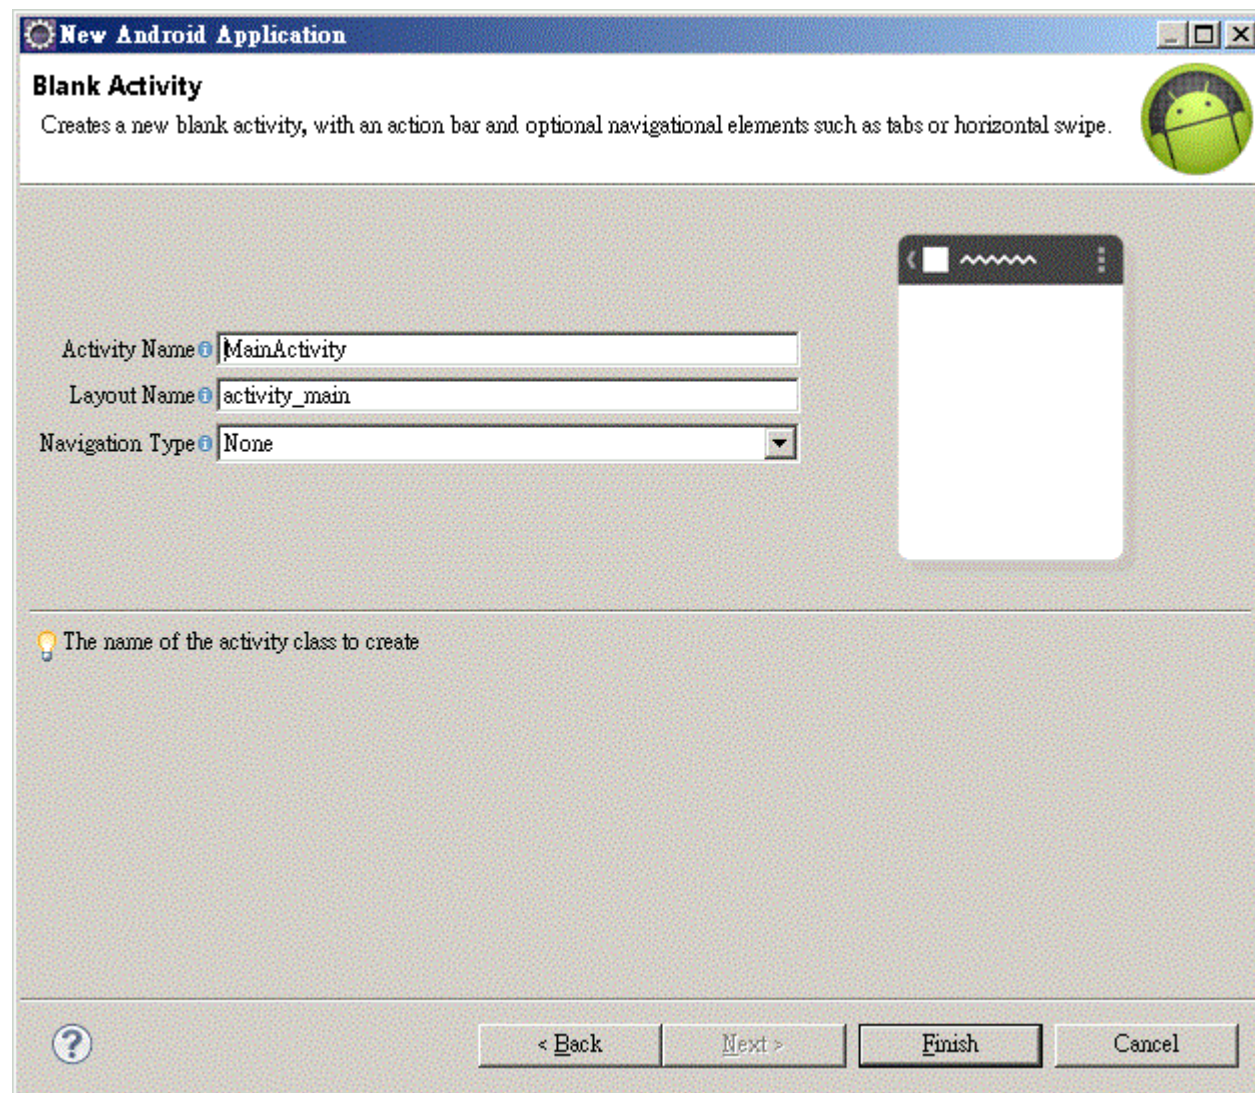 New Android Application
Blank Activity
Creates a new blank activity, with an action bar and optional navigational elements such as tabs or horizontal swipe.
Activity Name MainActivity
Layout Name activity_main
Navigation Type None
The name of the activity class to create
< Back Next > Finish Cancel